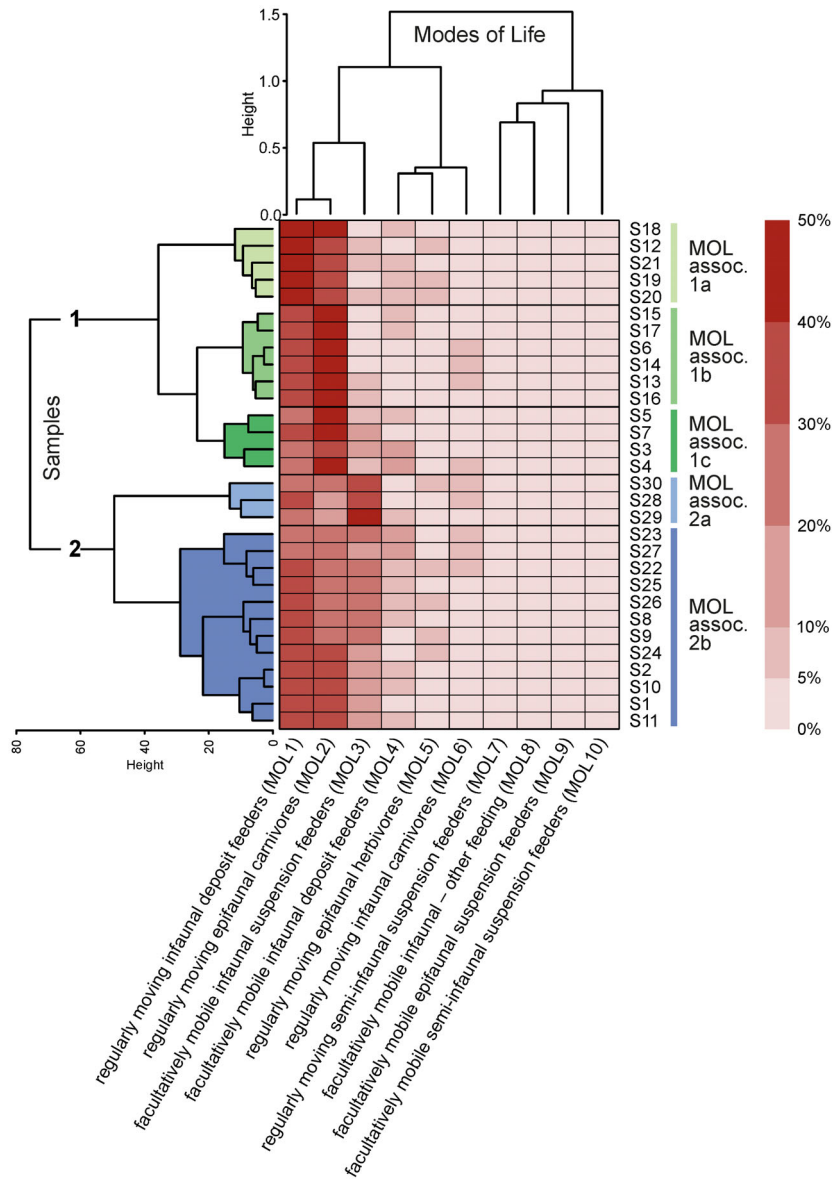 Modes of Life
Height
1.5
1.0
0.5
0.0
Samples
1
2
S18
S12
S21
S19
S20
S15
S17
S6
S14
S13
S16
S5
S7
S3
S4
S30
S28
S29
S23
S27
S22
S25
S26
S8
S9
S24
S2
S10
S1
S11
MOL
assoc.
1a
MOL
assoc.
1b
MOL
assoc.
1c
MOL
assoc.
2a
MOL
assoc.
2b
50%
40%
30%
20%
10%
5%
0%
80
60
40
20
0
Height
regularly moving infaunal deposit feeders (MOL1)
regularly moving epifaunal carnivores (MOL2)
facultatively mobile infaunal suspension feeders (MOL3)
facultatively mobile infaunal deposit feeders (MOL4)
regularly moving epifaunal herbivores (MOL5)
regularly moving infaunal carnivores (MOL6)
regularly moving semi-infaunal suspension feeders (MOL7)
facultatively mobile infaunal – other feeding (MOL8)
facultatively mobile epifaunal suspension feeders (MOL9)
facultatively mobile semi-infaunal suspension feeders (MOL10)